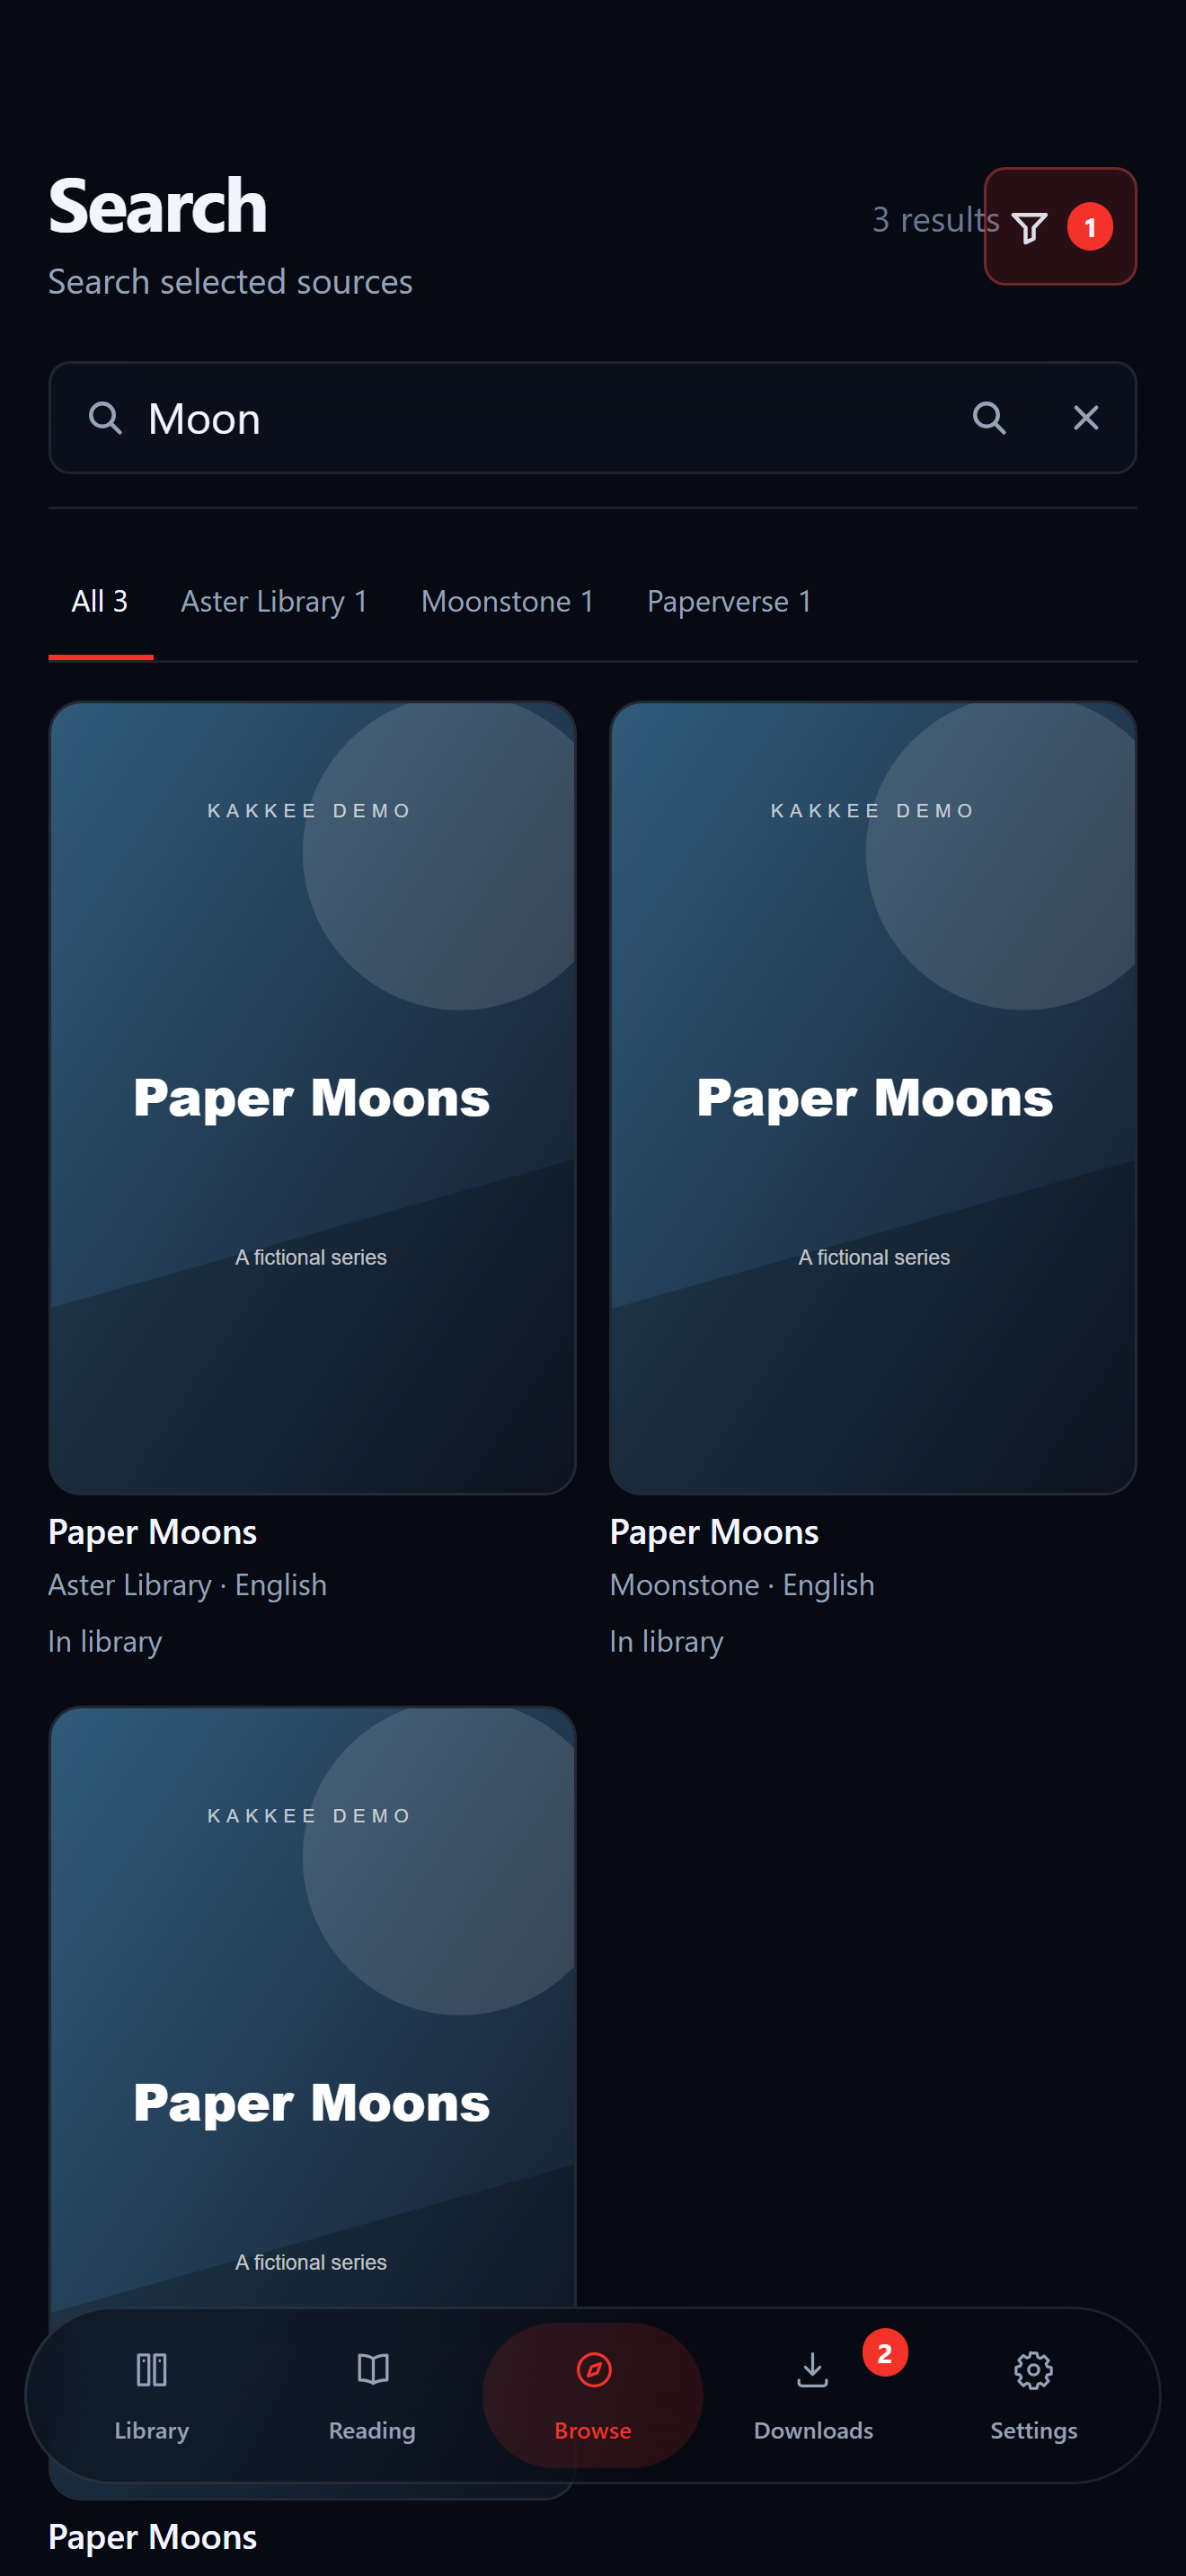 Search
3 results
1
Search selected sources
Moon
All 3 Aster Library 1 Moonstone 1 Paperverse 1
KAKKEE DEMO
Paper Moons
A fictional series
KAKKEE DEMO
Paper Moons
A fictional series
Paper Moons
Aster Library · English
In library
Paper Moons
Moonstone · English
In library
KAKKEE DEMO
Paper Moons
A fictional series
Library
Reading
Browse
2
Downloads
Settings
Paper Moons